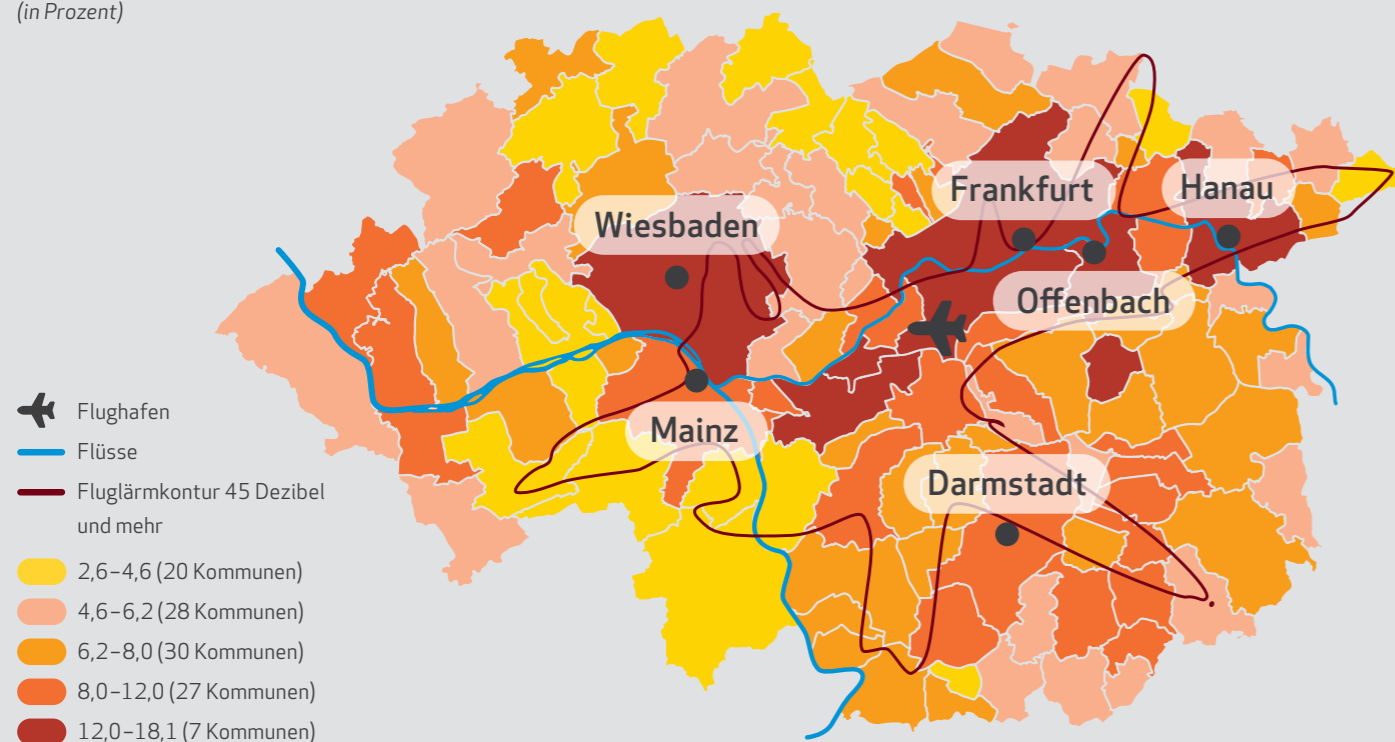 (in Prozent)
Frankfurt
Hanau
Wiesbaden
Offenbach
Mainz
Darmstadt
Flughafen
Flüsse
Fluglärmkontur 45 Dezibel
und mehr
2,6–4,6 (20 Kommunen)
4,6–6,2 (28 Kommunen)
6,2–8,0 (30 Kommunen)
8,0–12,0 (27 Kommunen)
12,0–18,1 (7 Kommunen)